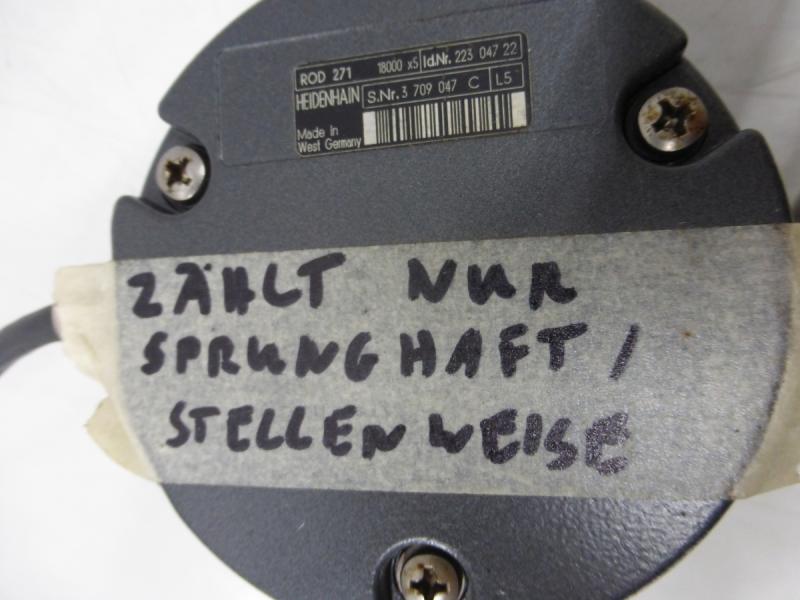 ROD 271 18000 x5 Id.Nr. 223 047 22
HEIDENHAIN S.Nr. 3 709 047 C L5
Made in
West Germany
ZÄHLT NUR
SPRUNGHAFT /
STELLENWEISE